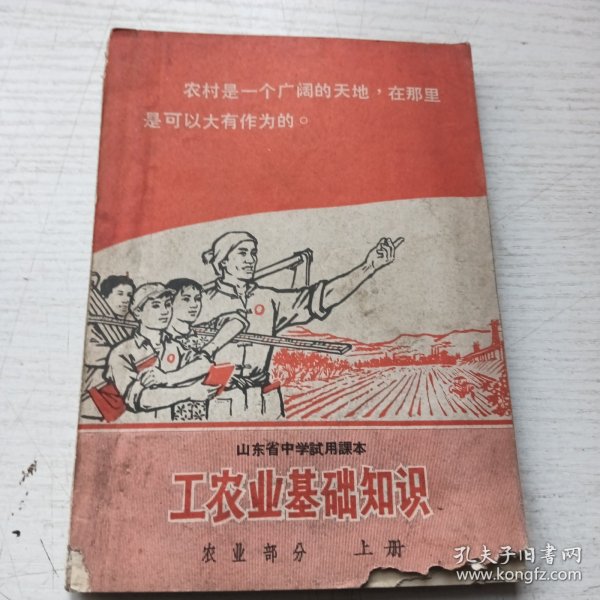 农村是一个广阔的天地，在那里
是可以大有作为的。
山东省中学試用課本
工农业基础知识
农业部分 上册
孔夫子旧书网
www.kongfz.com